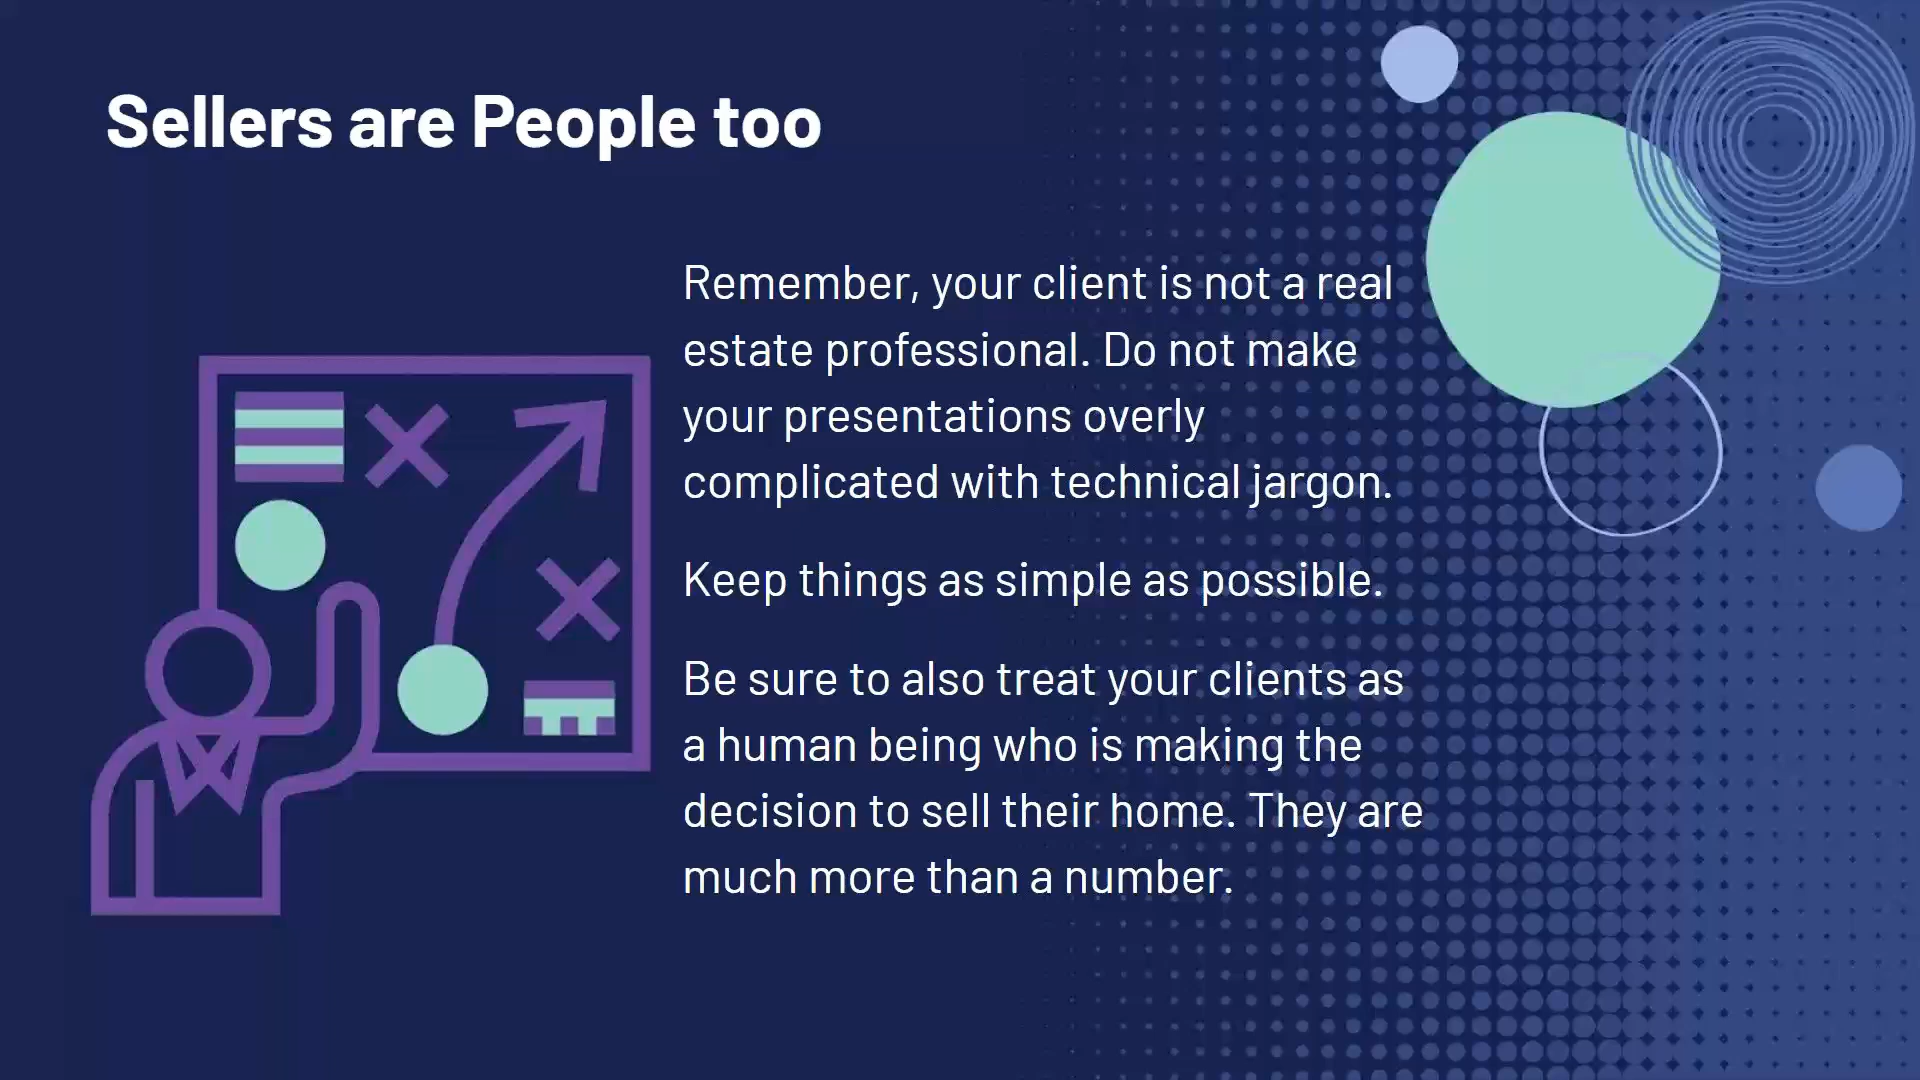 Sellers are People too
Remember, your client is not a real
estate professional. Do not make
your presentations overly
complicated with technical jargon.
Keep things as simple as possible.
Be sure to also treat your clients as
a human being who is making the
decision to sell their home. They are
much more than a number.